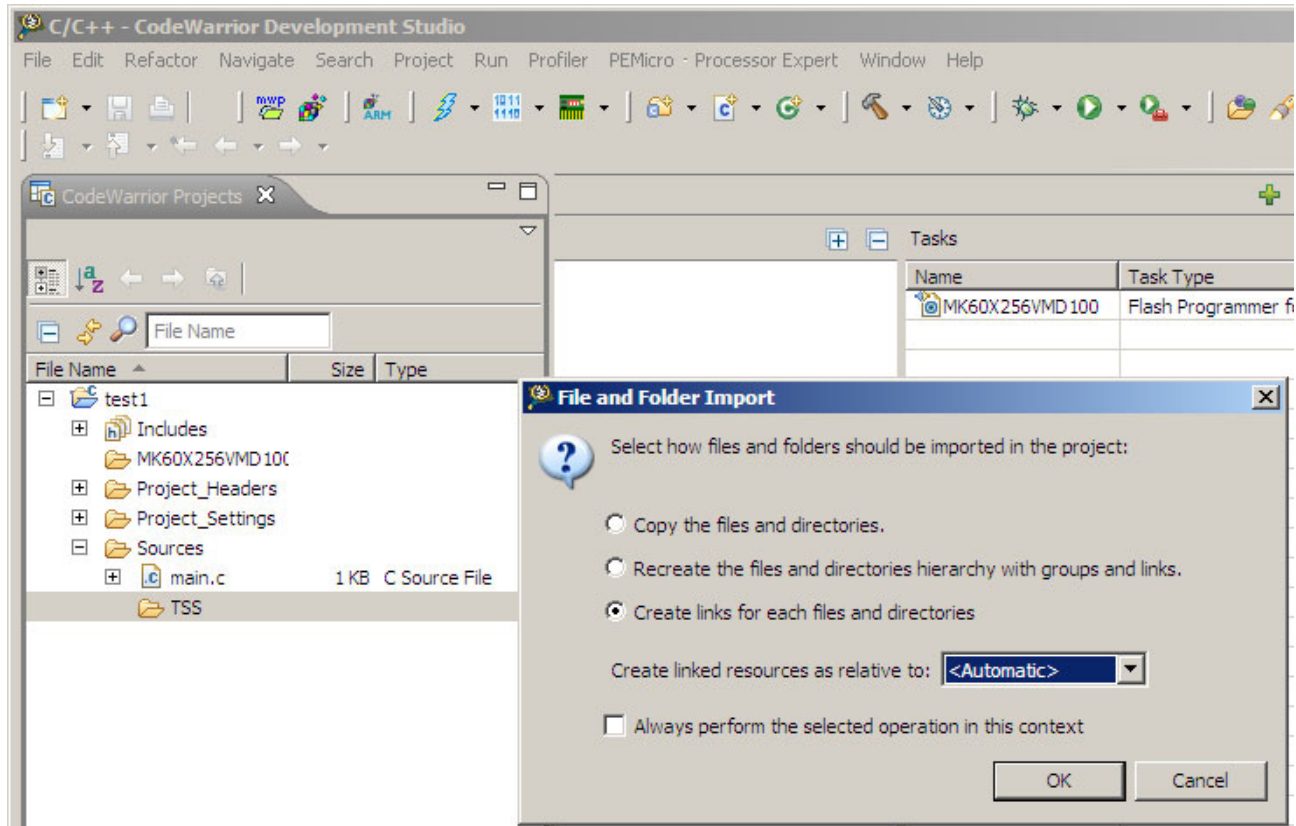 C/C++ - CodeWarrior Development Studio
File Edit Refactor Navigate Search Project Run Profiler PEMicro - Processor Expert Window Help
mwp ARM 1011 1110
CodeWarrior Projects
Tasks
Name Task Type
MK60X256VMD100 Flash Programmer f
File Name
File Name Size Type
test1
Includes
MK60X256VMD100
Project_Headers
Project_Settings
Sources
main.c 1 KB C Source File
TSS
File and Folder Import
Select how files and folders should be imported in the project:
Copy the files and directories.
Recreate the files and directories hierarchy with groups and links.
Create links for each files and directories
Create linked resources as relative to: <Automatic>
Always perform the selected operation in this context
OK Cancel